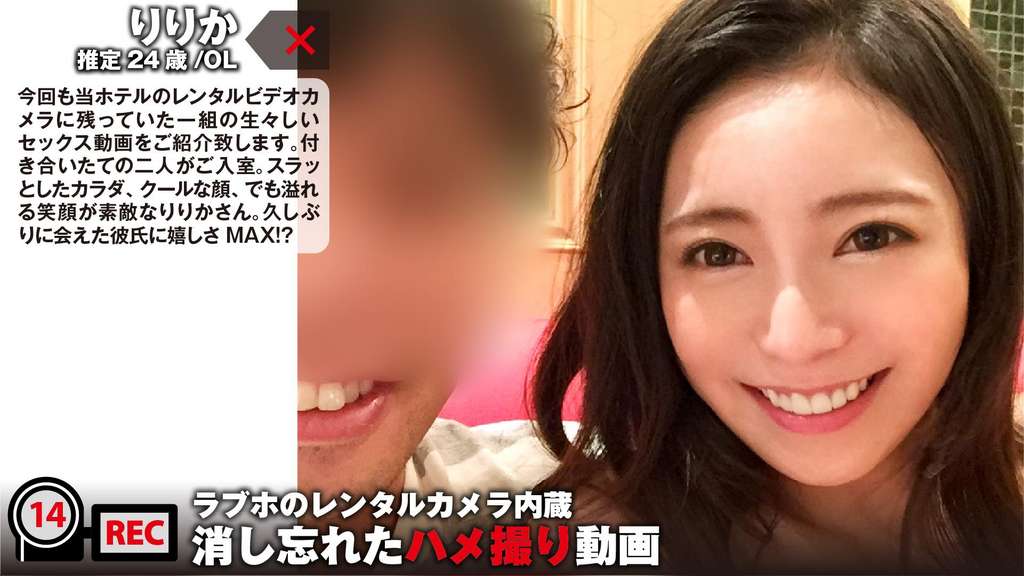 りりか
推定24歳/OL
今回も当ホテルのレンタルビデオカ
メラに残っていた一組の生々しい
セックス動画をご紹介致します。付
き合いたての二人がご入室。スラッ
としたカラダ、クールな顔、でも溢れ
る笑顔が素敵なりりかさん。久しぶ
りに会えた彼氏に嬉しさMAX!?
14
REC
ラブホのレンタルカメラ内蔵
消し忘れたハメ撮り動画